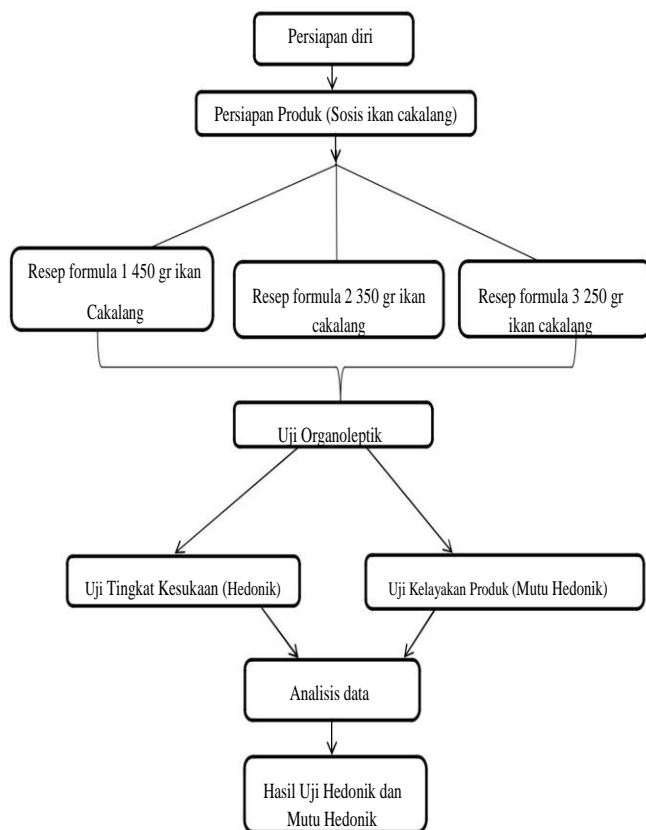 Persiapan diri
Persiapan Produk (Sosis ikan cakalang)
Resep formula 1 450 gr ikan
Cakalang
Resep formula 2 350 gr ikan
cakalang
Resep formula 3 250 gr
ikan cakalang
Uji Organoleptik
Uji Tingkat Kesukaan (Hedonik)
Uji Kelayakan Produk (Mutu Hedonik)
Analisis data
Hasil Uji Hedonik dan
Mutu Hedonik